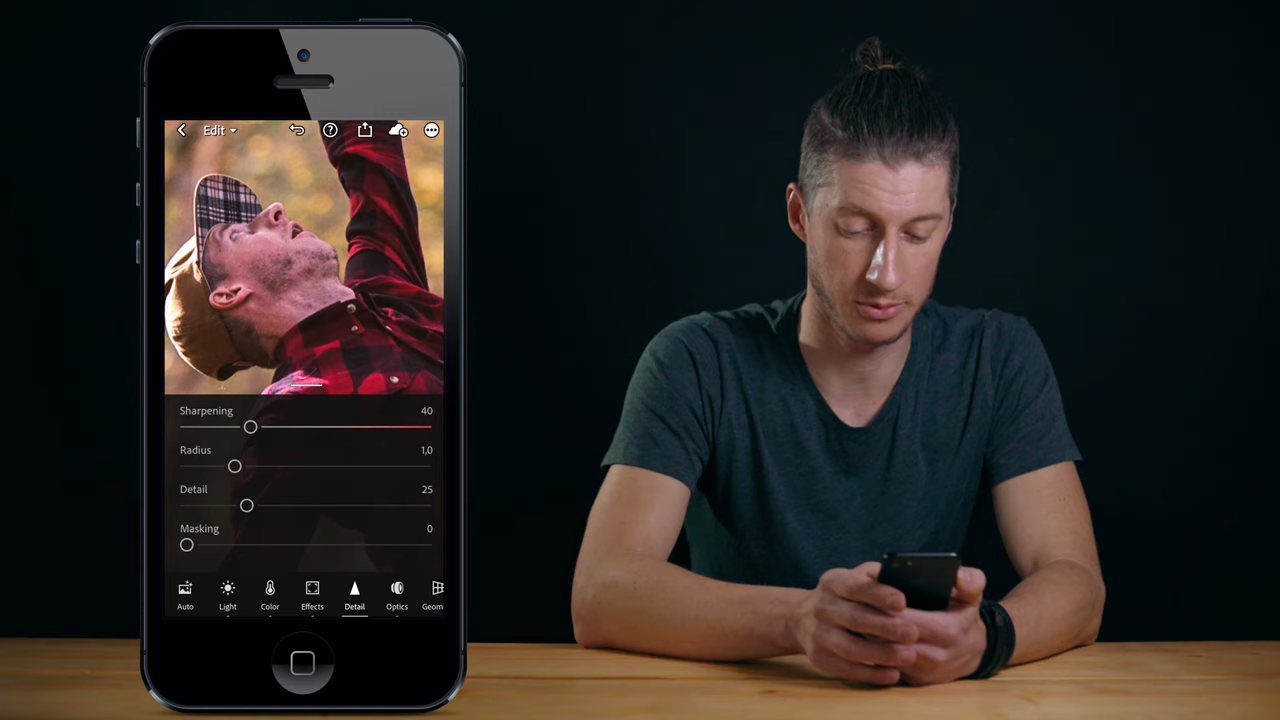 Edit
Sharpening 40
Radius 1,0
Detail 25
Masking 0
Auto Light Color Effects Detail Optics Geom